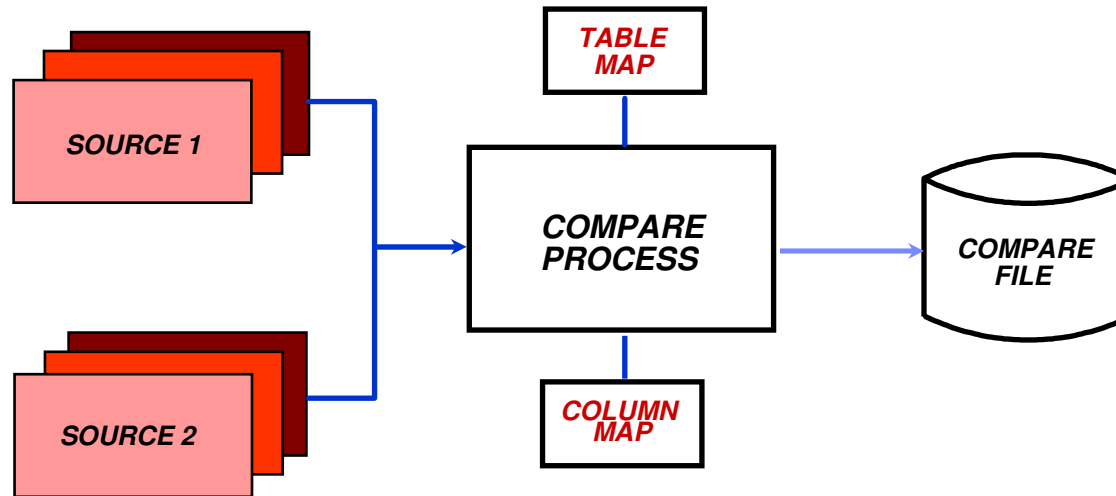 TABLE
MAP
SOURCE 1
COMPARE
PROCESS
COMPARE
FILE
COLUMN
MAP
SOURCE 2